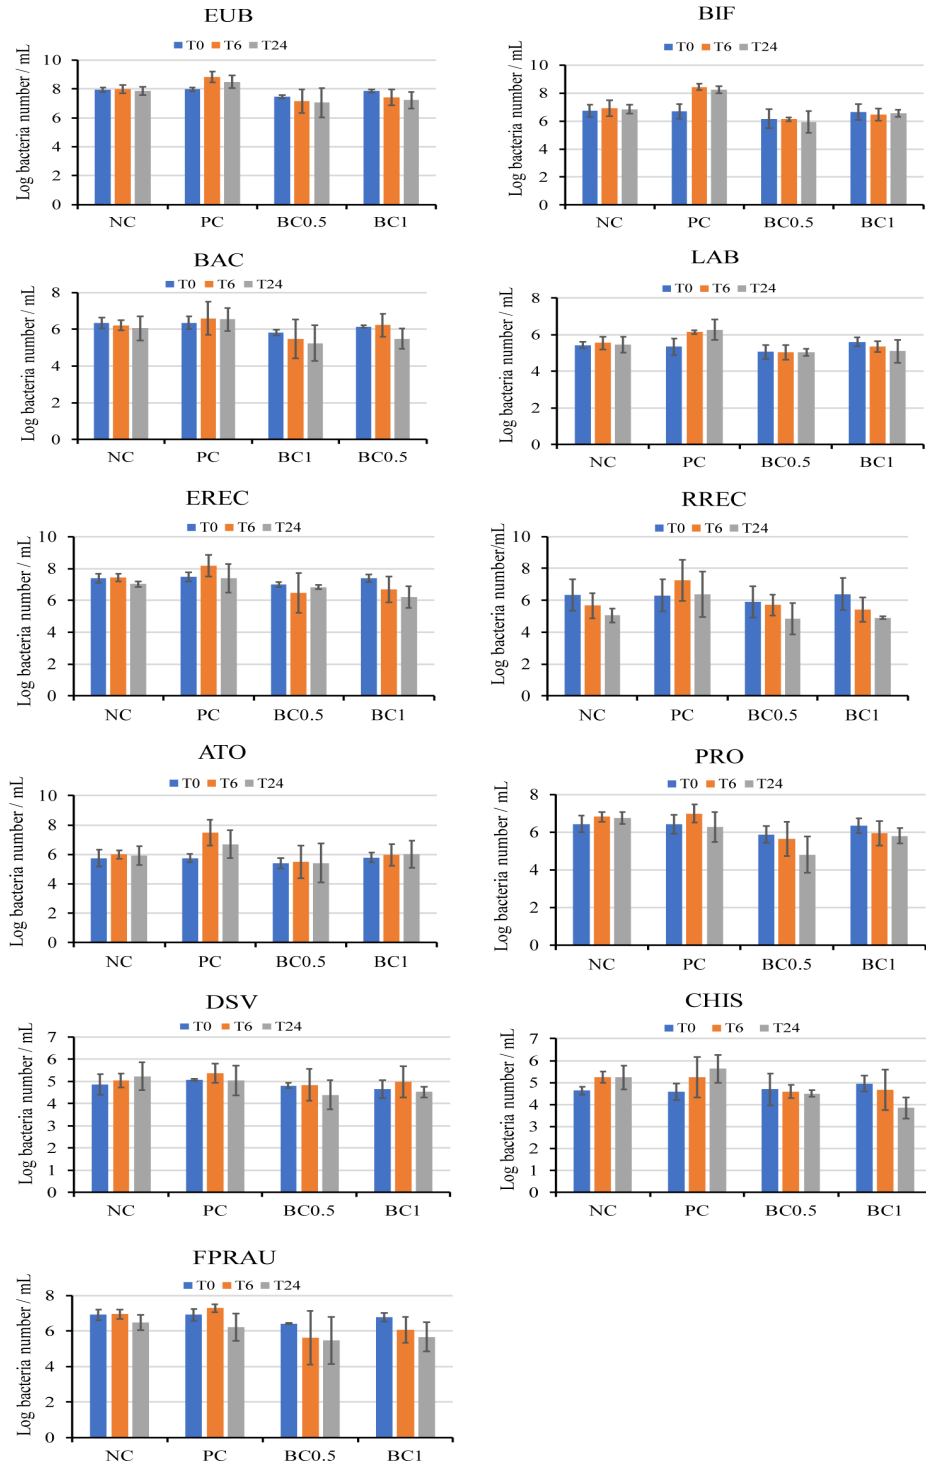 EUB
T0 T6 T24
Log bacteria number / mL
10
8
6
4
2
0
NC PC BC0.5 BC1
BIF
T0 T6 T24
Log bacteria number / mL
10
8
6
4
2
0
NC PC BC0.5 BC1
BAC
T0 T6 T24
Log bacteria number / mL
8
6
4
2
0
NC PC BC1 BC0.5
LAB
T0 T6 T24
Log bacteria number / mL
8
6
4
2
0
NC PC BC0.5 BC1
EREC
T0 T6 T24
Log bacteria number / mL
10
8
6
4
2
0
NC PC BC0.5 BC1
RREC
T0 T6 T24
Log bacteria number/mL
10
8
6
4
2
0
NC PC BC0.5 BC1
ATO
T0 T6 T24
Log bacteria number / mL
10
8
6
4
2
0
NC PC BC0.5 BC1
PRO
T0 T6 T24
Log bacteria number / mL
8
6
4
2
0
NC PC BC0.5 BC1
DSV
T0 T6 T24
Log bacteria number / mL
7
6
5
4
3
2
1
0
NC PC BC0.5 BC1
CHIS
T0 T6 T24
Log bacteria number / mL
7
6
5
4
3
2
1
0
NC PC BC0.5 BC1
FPRAU
T0 T6 T24
Log bacteria number / mL
8
6
4
2
0
NC PC BC0.5 BC1